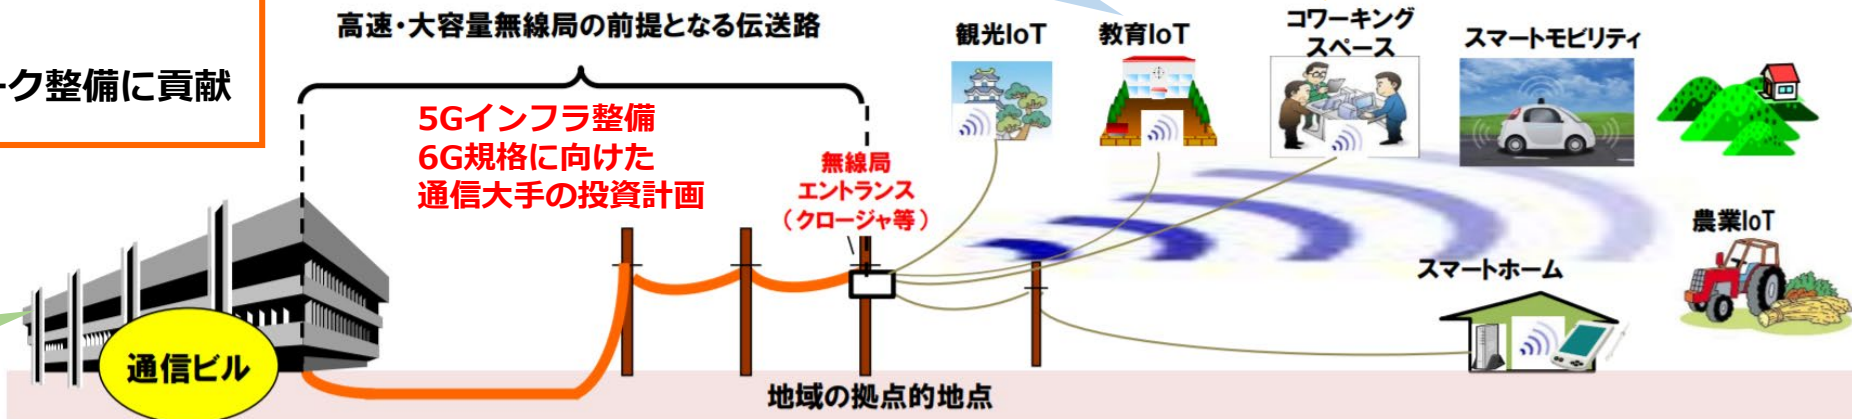 ーク整備に貢献
高速・大容量無線局の前提となる伝送路
5Gインフラ整備
6G規格に向けた
通信大手の投資計画
無線局
エントランス
(クロージャ等)
観光IoT
教育IoT
コワーキング
スペース
スマートモビリティ
農業IoT
スマートホーム
通信ビル
地域の拠点的地点